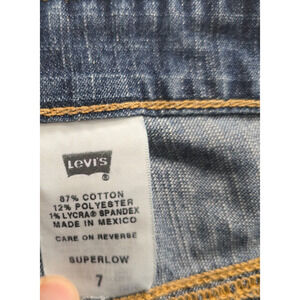 Levi's
®
87% COTTON
12% POLYESTER
1% LYCRA® SPANDEX
MADE IN MEXICO
CARE ON REVERSE
SUPERLOW
7